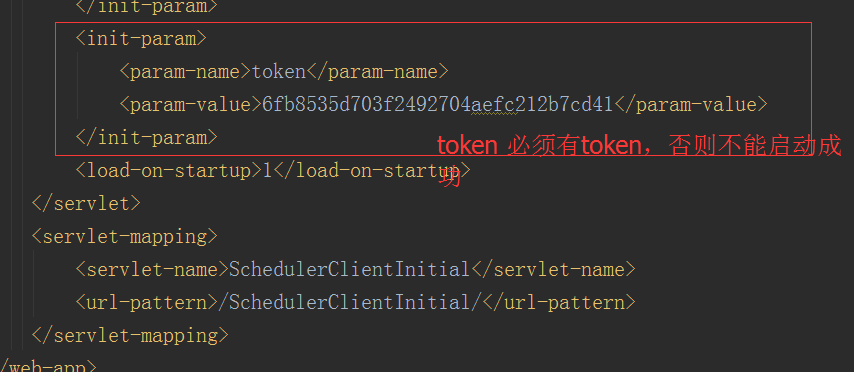 </init-param>
<init-param>
<param-name>token</param-name>
<param-value>6fb8535d703f2492704aefc212b7cd41</param-value>
</init-param>
token 必须有token，否则不能启动成功
<load-on-startup>1</load-on-startup>
</servlet>
<servlet-mapping>
<servlet-name>SchedulerClientInitial</servlet-name>
<url-pattern>/SchedulerClientInitial/</url-pattern>
</servlet-mapping>
/web-app>